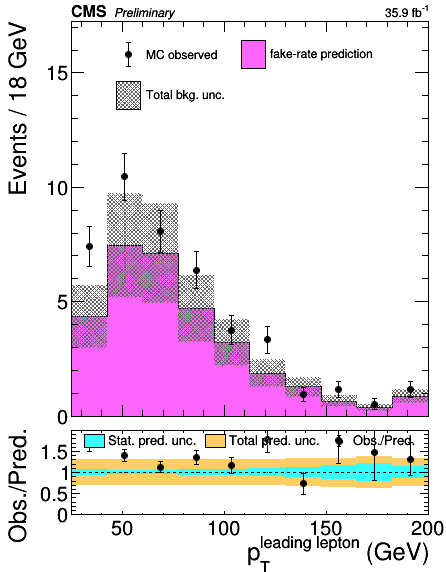 CMS Preliminary 35.9 fb⁻¹
Events / 18 GeV
MC observed
fake-rate prediction
Total bkg. unc.
15
10
5
0
Obs./Pred.
Stat. pred. unc.
Total pred. unc.
Obs./Pred.
1.5
1
0.5
0
50 100 150 200
p_T^leading lepton (GeV)